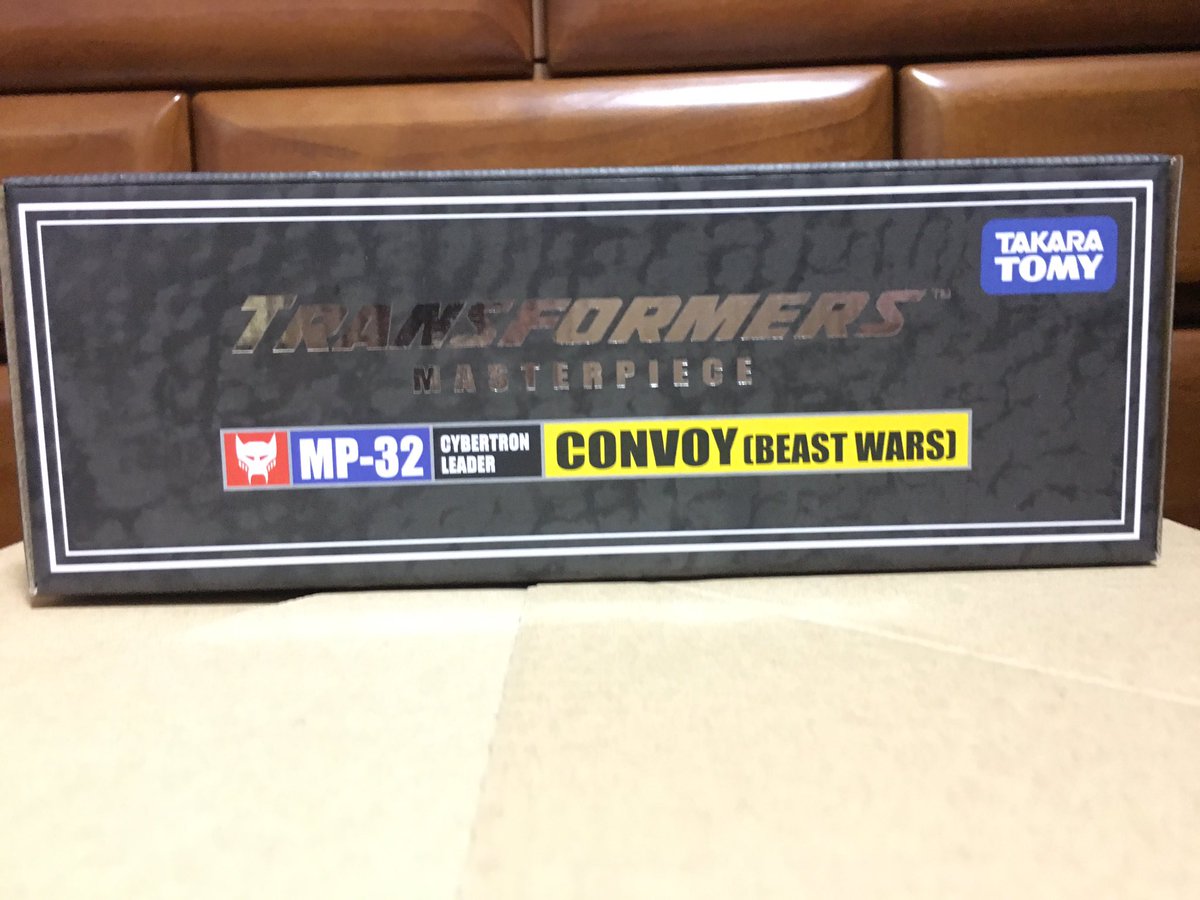 TAKARA
TOMY
TRANSFORMERS™
MASTERPIECE
MP-32 CYBERTRON LEADER CONVOY (BEAST WARS)